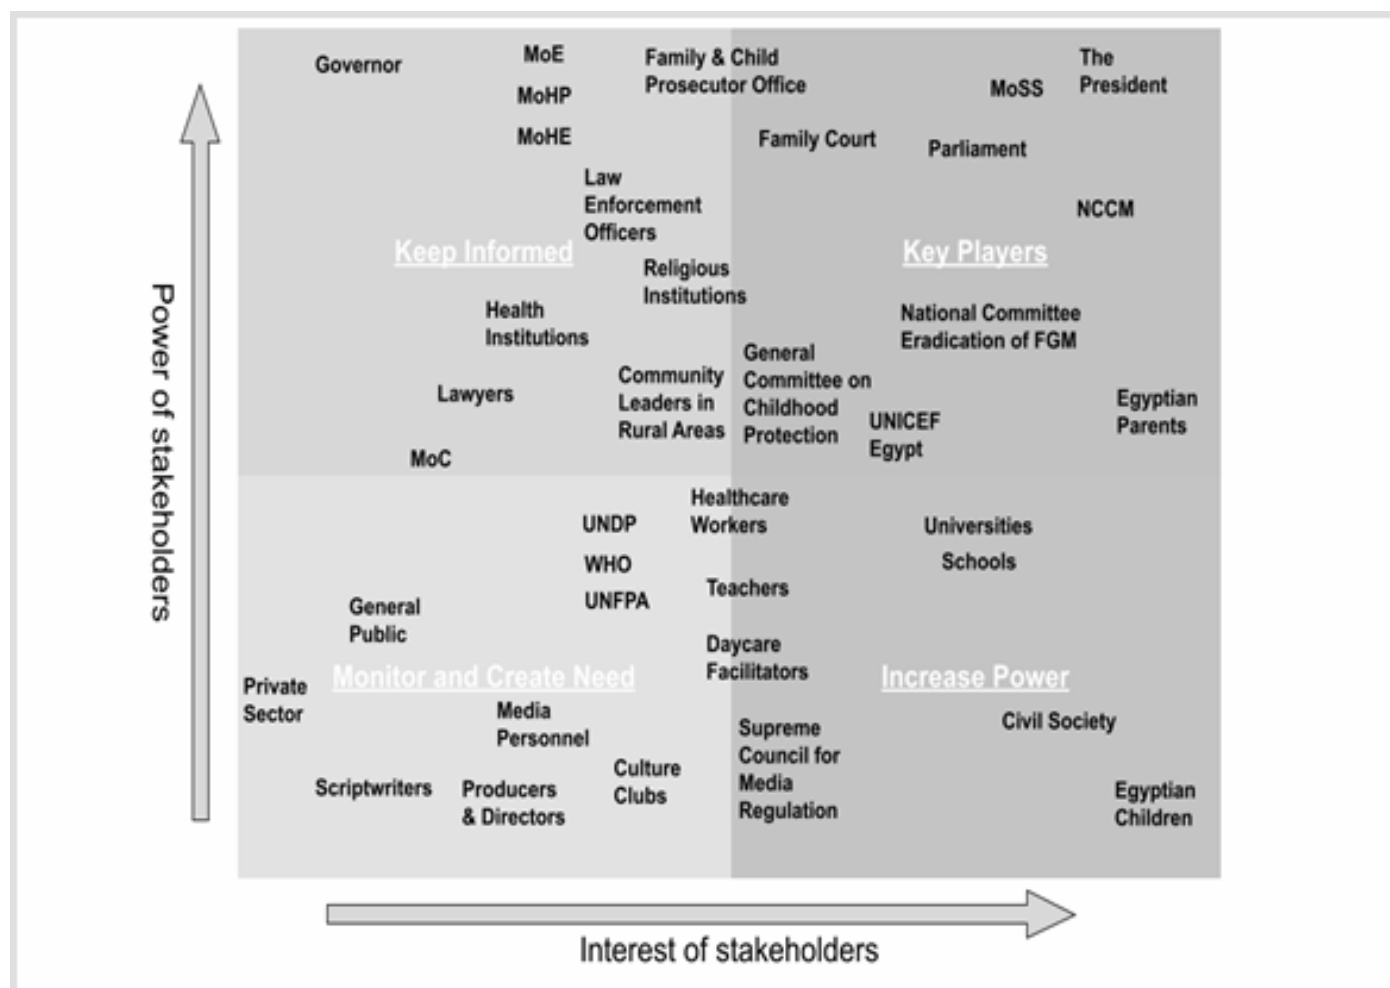 Governor
MoE
MoHP
MoHE
Family & Child
Prosecutor Office
MoSS
The
President
Family Court
Parliament
Law
Enforcement
Officers
NCCM
Keep Informed
Key Players
Religious
Institutions
Health
Institutions
National Committee
Eradication of FGM
General
Committee on
Childhood
Protection
Community
Leaders in
Rural Areas
Lawyers
UNICEF
Egypt
Egyptian
Parents
MoC
Power of stakeholders
Healthcare
Workers
UNDP
WHO
UNFPA
Universities
Schools
Teachers
General
Public
Daycare
Facilitators
Monitor and Create Need
Increase Power
Private
Sector
Media
Personnel
Civil Society
Supreme
Council for
Media
Regulation
Culture
Clubs
Scriptwriters
Producers
& Directors
Egyptian
Children
Interest of stakeholders